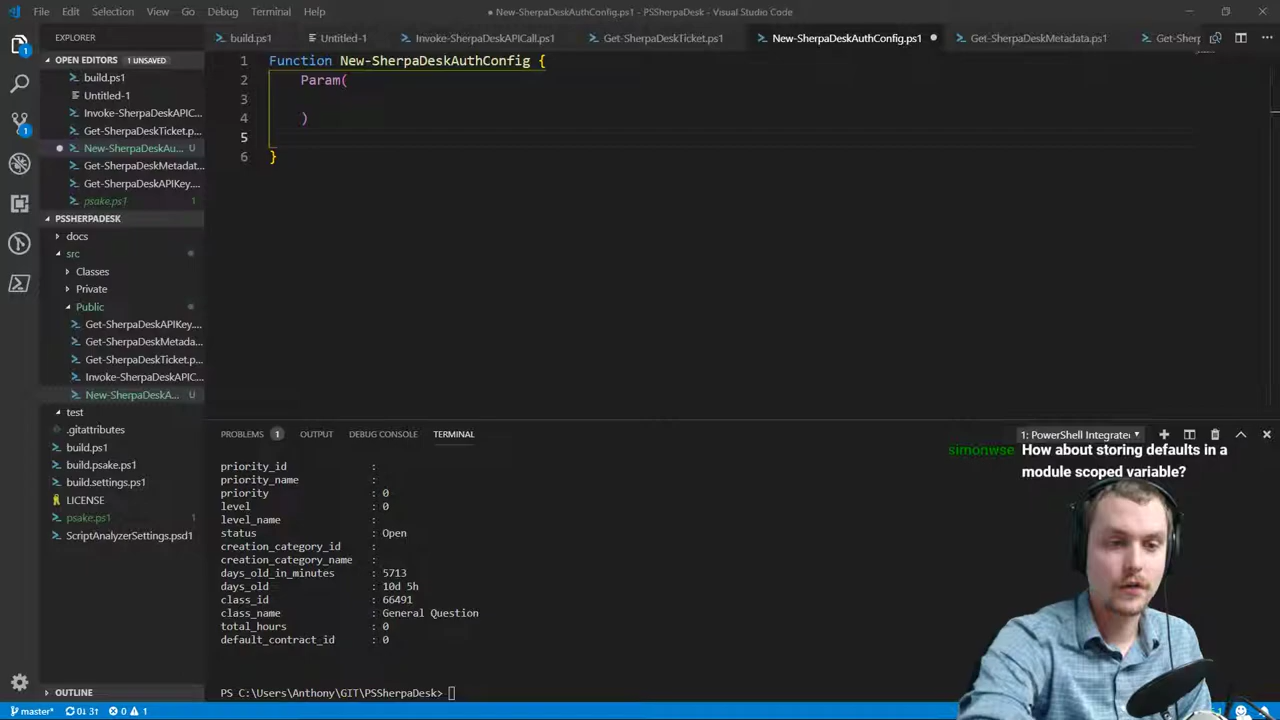 File Edit Selection View Go Debug Terminal Help
● New-SherpaDeskAuthConfig.ps1 - PSSherpaDesk - Visual Studio Code
EXPLORER
build.ps1 Untitled-1 Invoke-SherpaDeskAPICall.ps1 Get-SherpaDeskTicket.ps1 New-SherpaDeskAuthConfig.ps1 ● Get-SherpaDeskMetadata.ps1 Get-Sherp
OPEN EDITORS 1 UNSAVED
build.ps1
Untitled-1
Invoke-SherpaDeskAPIC...
Get-SherpaDeskTicket.p...
New-SherpaDeskAu... U
Get-SherpaDeskMetadat...
Get-SherpaDeskAPIKey....
psake.ps1 1
PSSHERPADESK
docs
src
Classes
Private
Public
Get-SherpaDeskAPIKey....
Get-SherpaDeskMetada...
Get-SherpaDeskTicket.p...
Invoke-SherpaDeskAPIC...
New-SherpaDeskA... U
test
.gitattributes
build.ps1
build.psake.ps1
build.settings.ps1
LICENSE
psake.ps1 1
ScriptAnalyzerSettings.psd1
OUTLINE
1 Function New-SherpaDeskAuthConfig {
2 Param(
3
4 )
5
6 }
PROBLEMS 1 OUTPUT DEBUG CONSOLE TERMINAL
1: PowerShell Integrated
simonwse How about storing defaults in a
module scoped variable?
priority_id :
priority_name :
priority : 0
level : 0
level_name :
status : Open
creation_category_id :
creation_category_name :
days_old_in_minutes : 5713
days_old : 10d 5h
class_id : 66491
class_name : General Question
total_hours : 0
default_contract_id : 0
PS C:\Users\Anthony\GIT\PSSherpaDesk>
master* 0↓ 3↑ 0 1